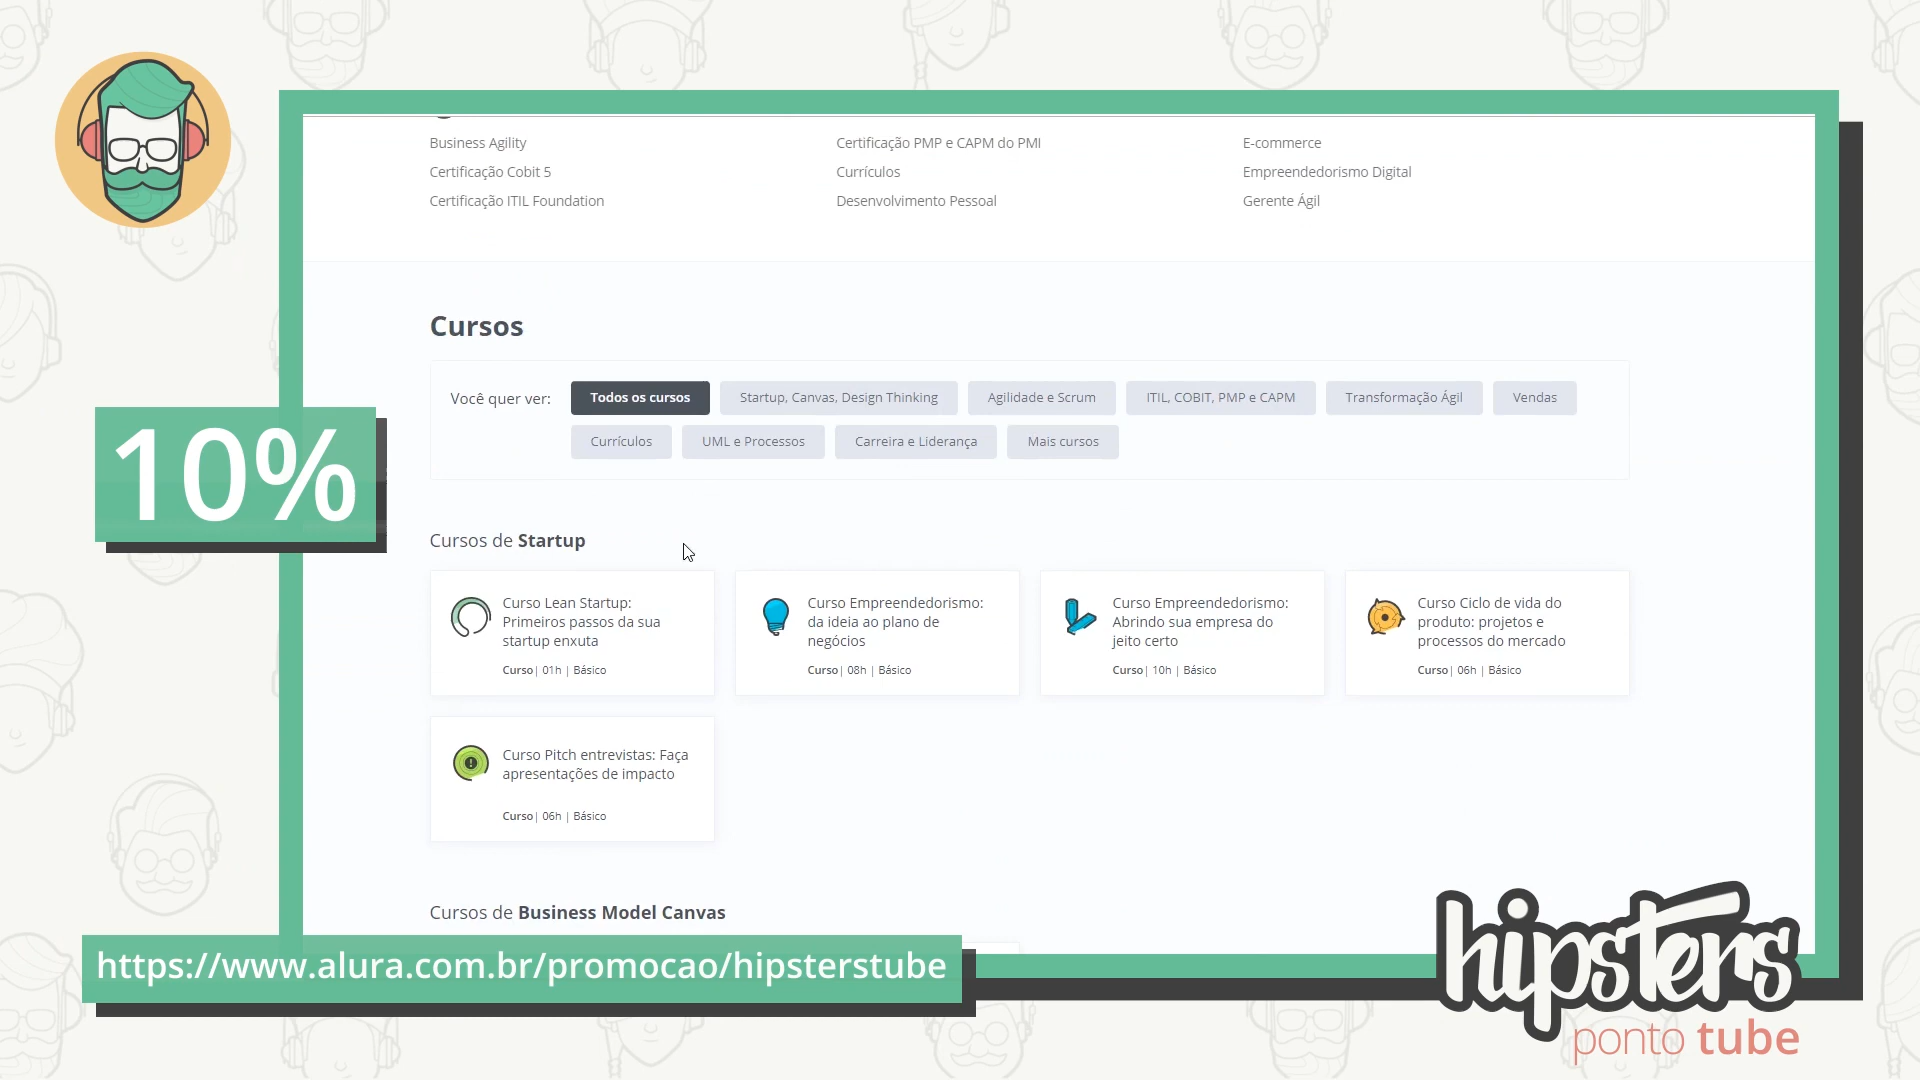 Business Agility
Certificação PMP e CAPM do PMI
E-commerce
Certificação Cobit 5
Currículos
Empreendedorismo Digital
Certificação ITIL Foundation
Desenvolvimento Pessoal
Gerente Ágil
Cursos
Você quer ver:
Todos os cursos
Startup, Canvas, Design Thinking
Agilidade e Scrum
ITIL, COBIT, PMP e CAPM
Transformação Ágil
Vendas
Currículos
UML e Processos
Carreira e Liderança
Mais cursos
10%
Cursos de Startup
Curso Lean Startup:
Primeiros passos da sua
startup enxuta
Curso | 01h | Básico
Curso Empreendedorismo:
da ideia ao plano de
negócios
Curso | 08h | Básico
Curso Empreendedorismo:
Abrindo sua empresa do
jeito certo
Curso | 10h | Básico
Curso Ciclo de vida do
produto: projetos e
processos do mercado
Curso | 06h | Básico
Curso Pitch entrevistas: Faça
apresentações de impacto
Curso | 06h | Básico
Cursos de Business Model Canvas
https://www.alura.com.br/promocao/hipsterstube
hipsters
ponto tube